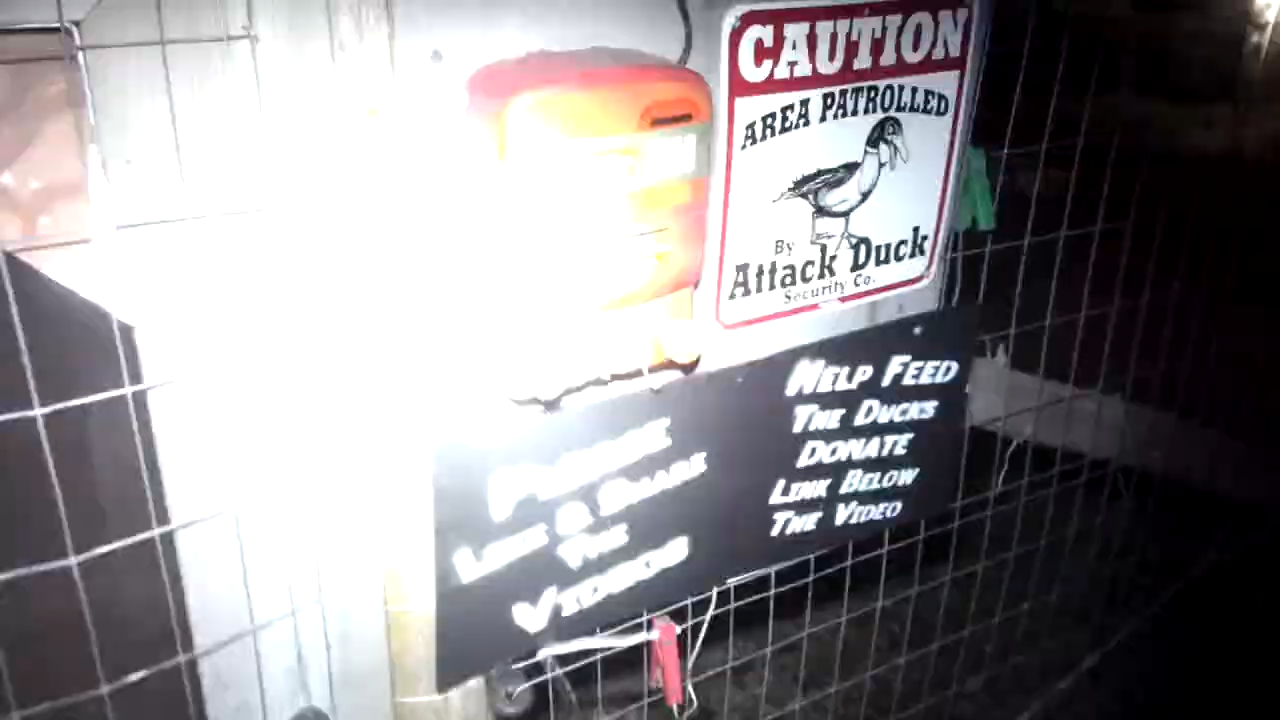 CAUTION
AREA PATROLLED
By
Attack Duck
Security Co.
PLEASE
LIKE & SHARE
THE
VIDEOS
HELP FEED
THE DUCKS
DONATE
LINK BELOW
THE VIDEO